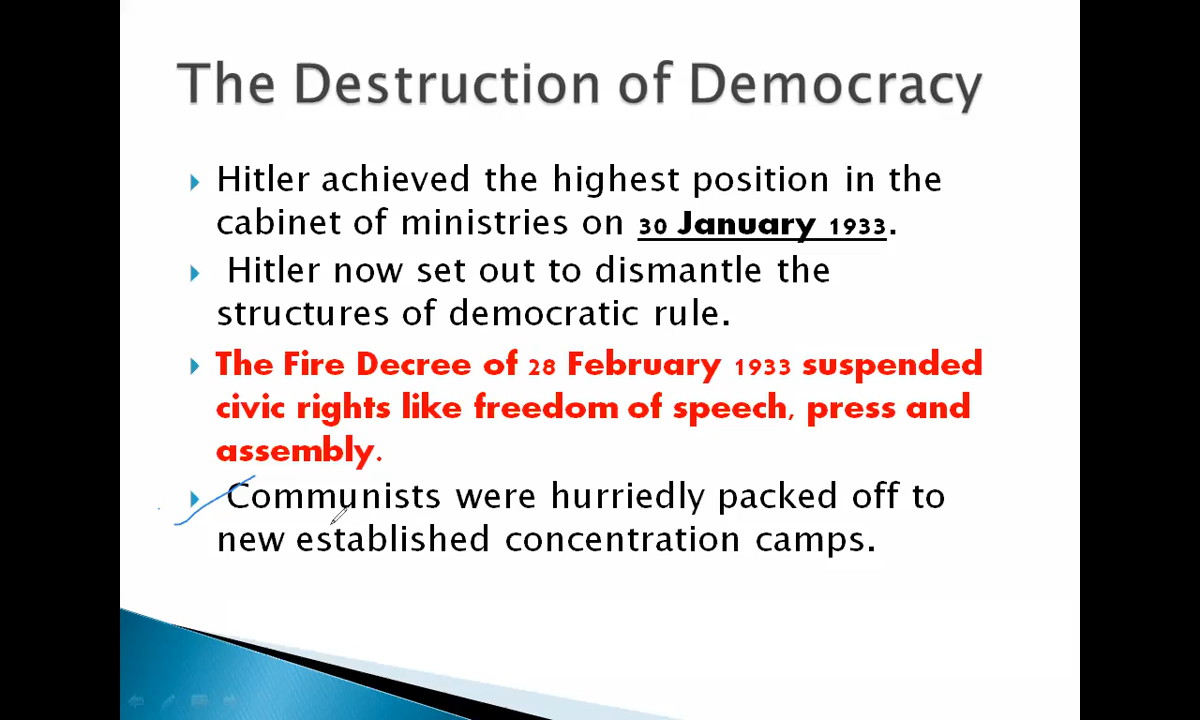 The Destruction of Democracy
Hitler achieved the highest position in the
cabinet of ministries on 30 January 1933.
Hitler now set out to dismantle the
structures of democratic rule.
The Fire Decree of 28 February 1933 suspended
civic rights like freedom of speech, press and
assembly.
Communists were hurriedly packed off to
new established concentration camps.